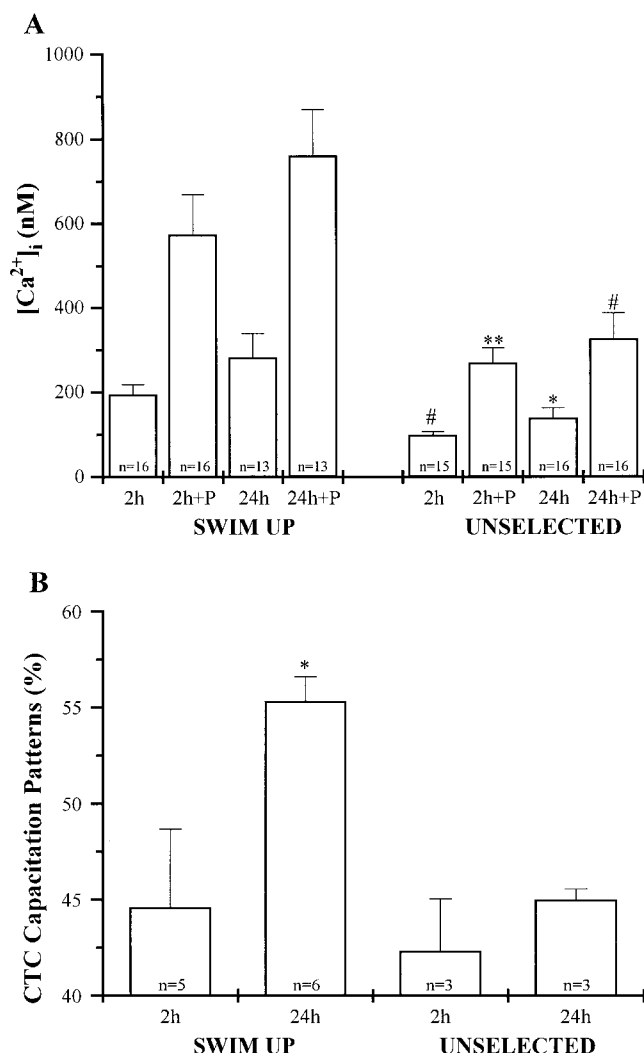 A
1000
800
600
400
200
0
[Ca²⁺]ᵢ (nM)
# ** * #
n=16 n=16 n=13 n=13 n=15 n=15 n=16 n=16
2h 2h+P 24h 24h+P 2h 2h+P 24h 24h+P
SWIM UP UNSELECTED
B
60
55
50
45
40
CTC Capacitation Patterns (%)
*
n=5 n=6 n=3 n=3
2h 24h 2h 24h
SWIM UP UNSELECTED